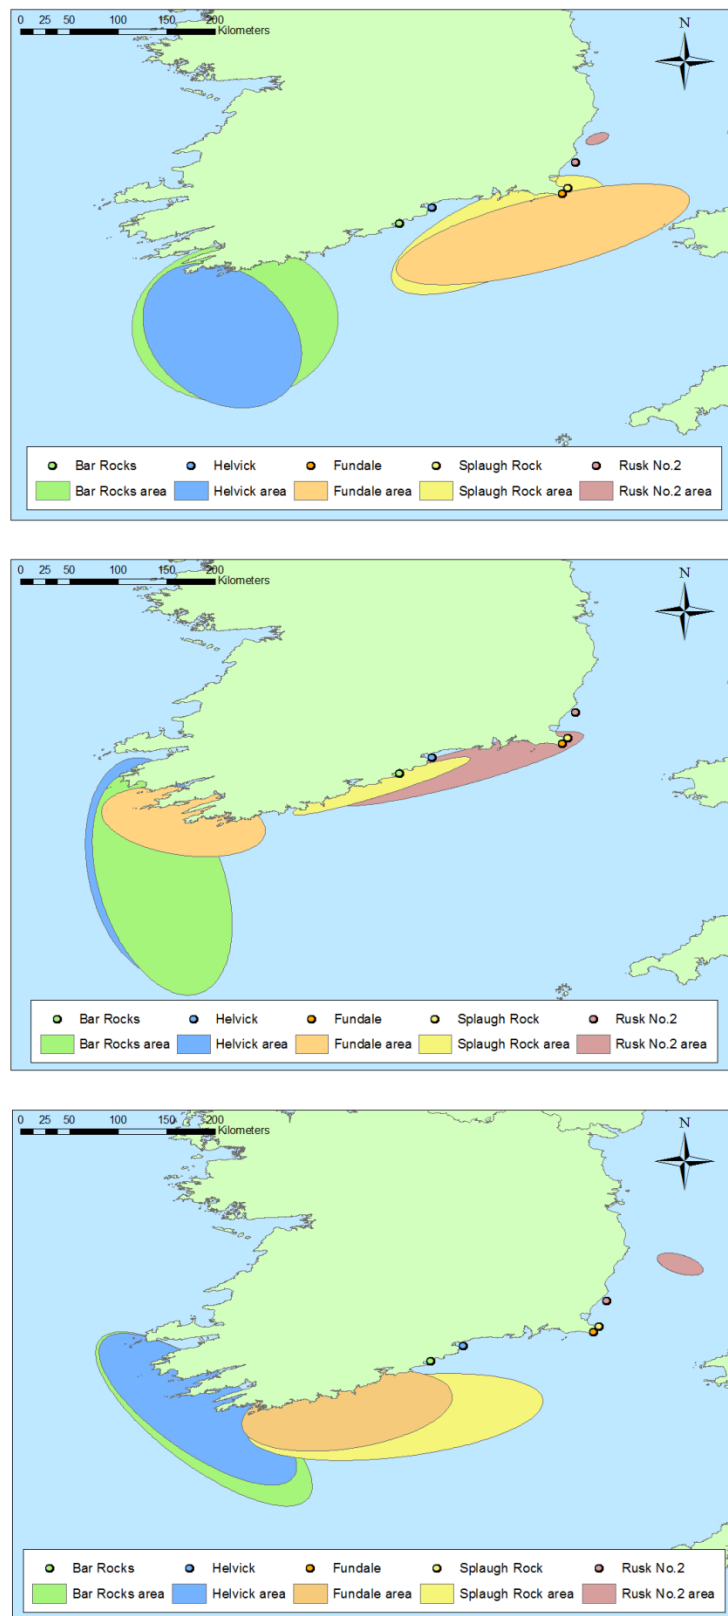 0 25 50 100 150 200
Kilometers
N
Bar Rocks Helvick Fundale Splaugh Rock Rusk No.2
Bar Rocks area Helvick area Fundale area Splaugh Rock area Rusk No.2 area
0 25 50 100 150 200
Kilometers
N
Bar Rocks Helvick Fundale Splaugh Rock Rusk No.2
Bar Rocks area Helvick area Fundale area Splaugh Rock area Rusk No.2 area
0 25 50 100 150 200
Kilometers
N
Bar Rocks Helvick Fundale Splaugh Rock Rusk No.2
Bar Rocks area Helvick area Fundale area Splaugh Rock area Rusk No.2 area